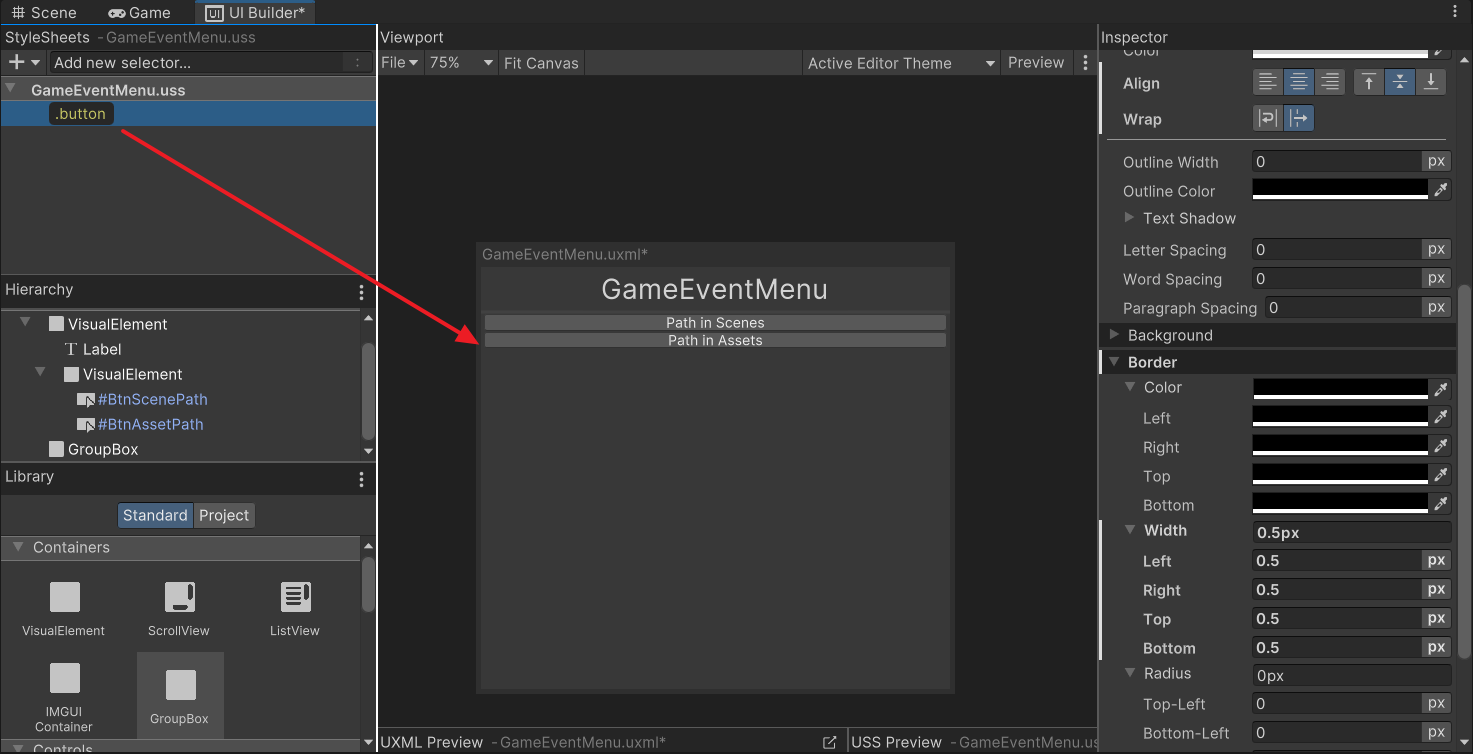 Scene
Game
UI Builder*
StyleSheets - GameEventMenu.uss
Add new selector...
GameEventMenu.uss
.button
Hierarchy
VisualElement
Label
VisualElement
#BtnScenePath
#BtnAssetPath
GroupBox
Library
Standard
Project
Containers
VisualElement
ScrollView
ListView
IMGUI
Container
GroupBox
Controls
Viewport
File
75%
Fit Canvas
Active Editor Theme
Preview
GameEventMenu.uxml*
GameEventMenu
Path in Scenes
Path in Assets
UXML Preview - GameEventMenu.uxml*
USS Preview - GameEventMenu.us
Inspector
Color
Align
Wrap
Outline Width 0 px
Outline Color
Text Shadow
Letter Spacing 0 px
Word Spacing 0 px
Paragraph Spacing 0 px
Background
Border
Color
Left
Right
Top
Bottom
Width 0.5px
Left 0.5 px
Right 0.5 px
Top 0.5 px
Bottom 0.5 px
Radius 0px
Top-Left 0 px
Bottom-Left 0 px